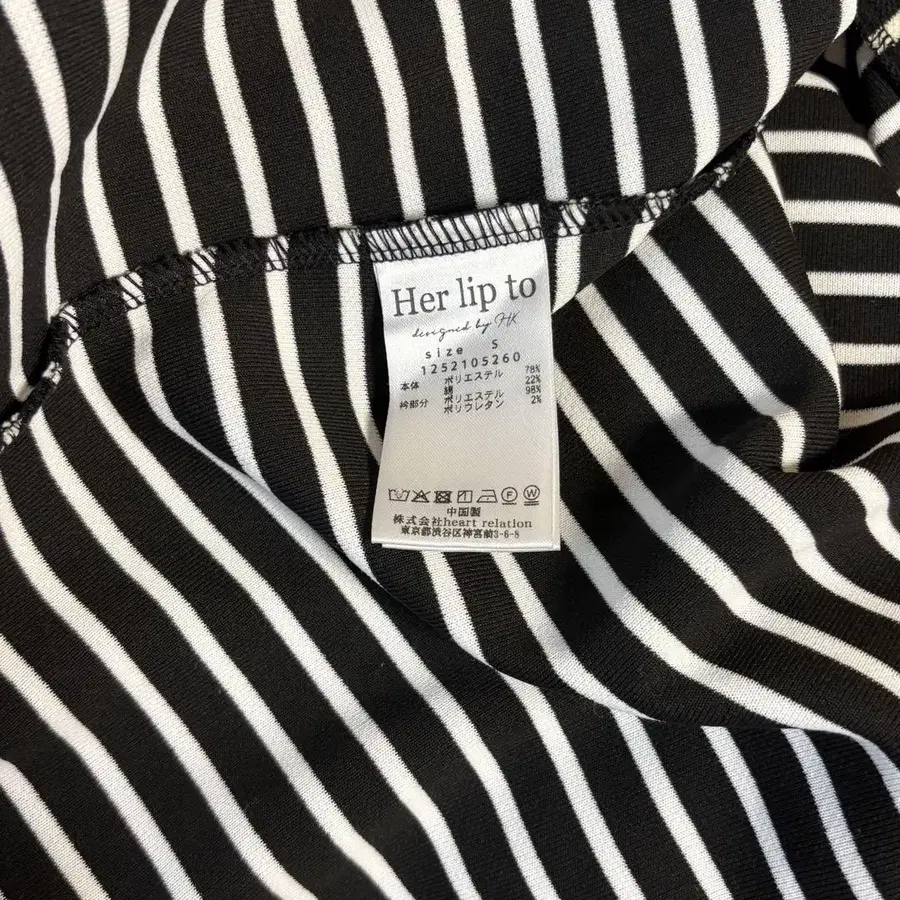 Her lip to
designed by HK
size S
1252105260
本体 ポリエステル 78%
綿 22%
衿部分 ポリエステル 98%
ポリウレタン 2%
F W
中国製
株式会社heart relation
東京都渋谷区神宮前3-6-8